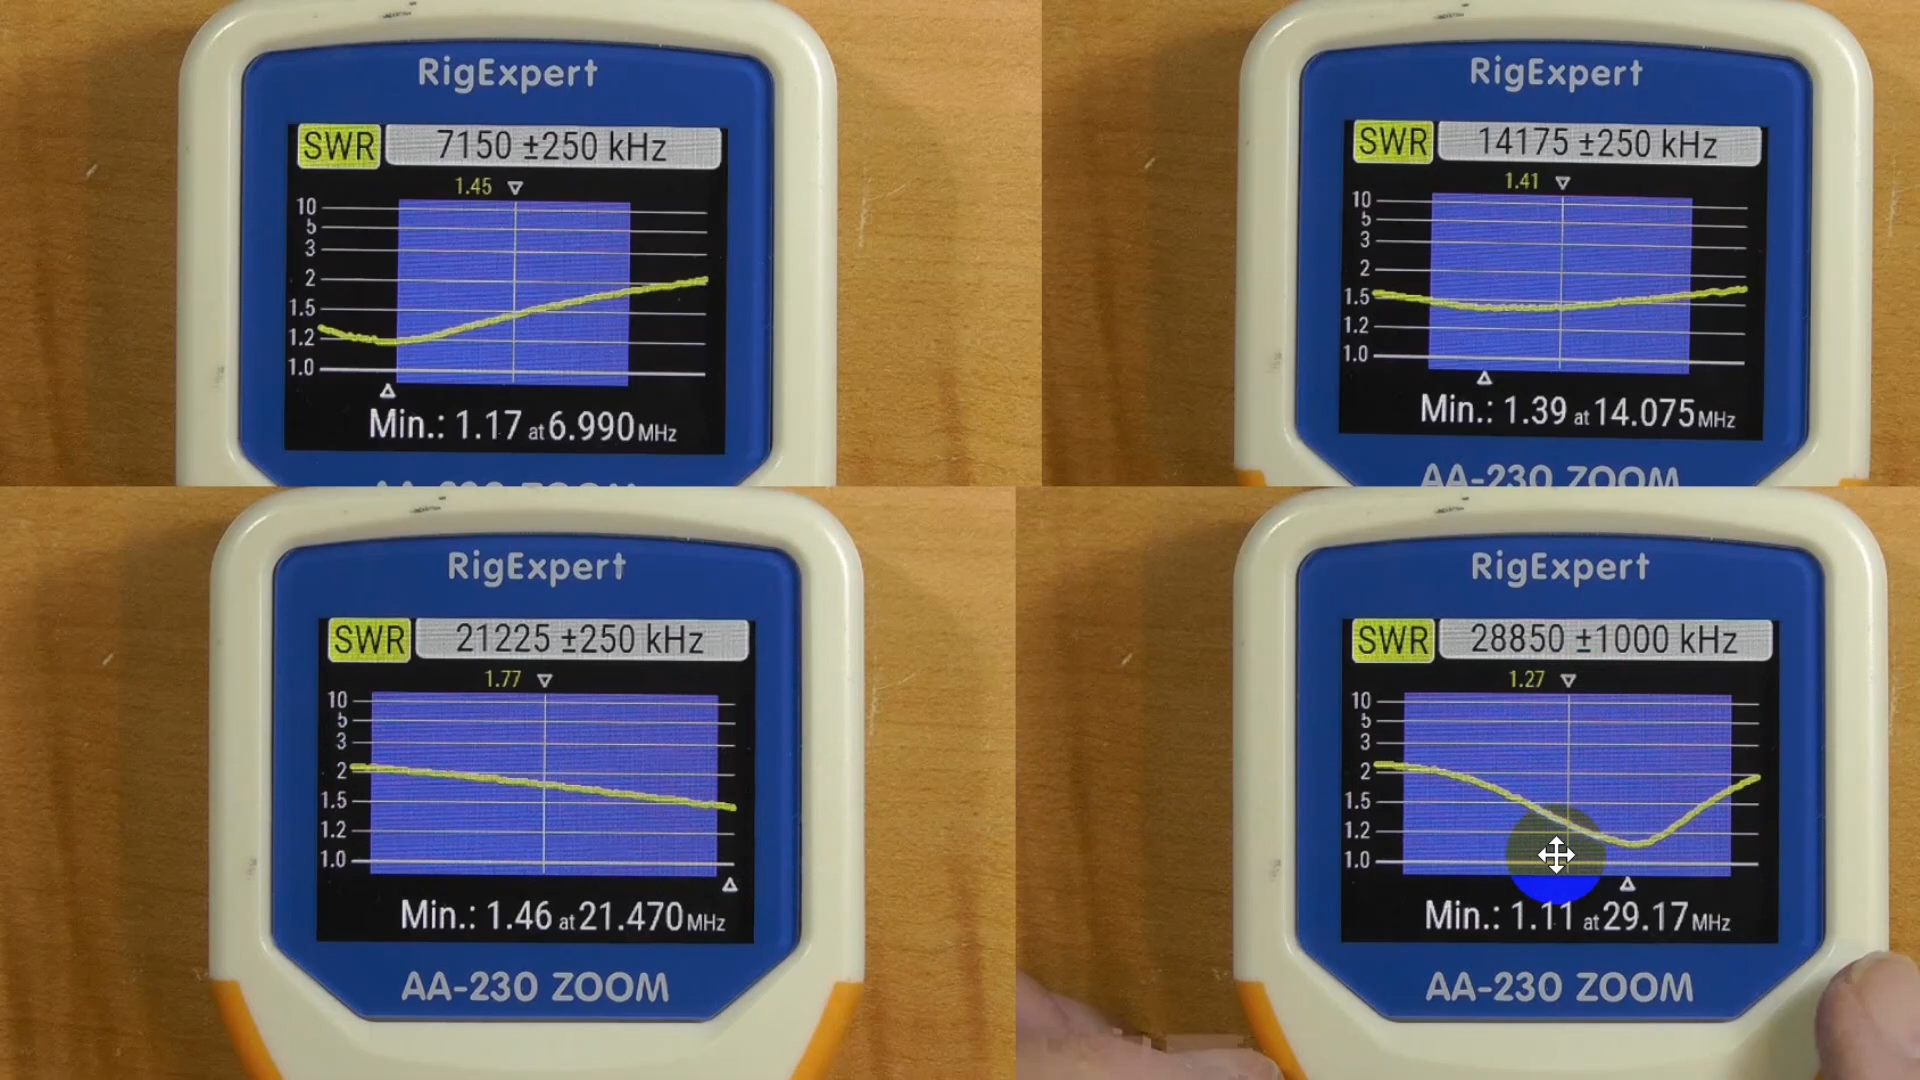 RigExpert
SWR 7150 ±250 kHz
1.45
10
5
3
2
1.5
1.2
1.0
Min.: 1.17 at 6.990 MHz
RigExpert
SWR 14175 ±250 kHz
1.41
10
5
3
2
1.5
1.2
1.0
Min.: 1.39 at 14.075 MHz
AA-230 ZOOM
RigExpert
SWR 21225 ±250 kHz
1.77
10
5
3
2
1.5
1.2
1.0
Min.: 1.46 at 21.470 MHz
AA-230 ZOOM
RigExpert
SWR 28850 ±1000 kHz
1.27
10
5
3
2
1.5
1.2
1.0
Min.: 1.11 at 29.17 MHz
AA-230 ZOOM